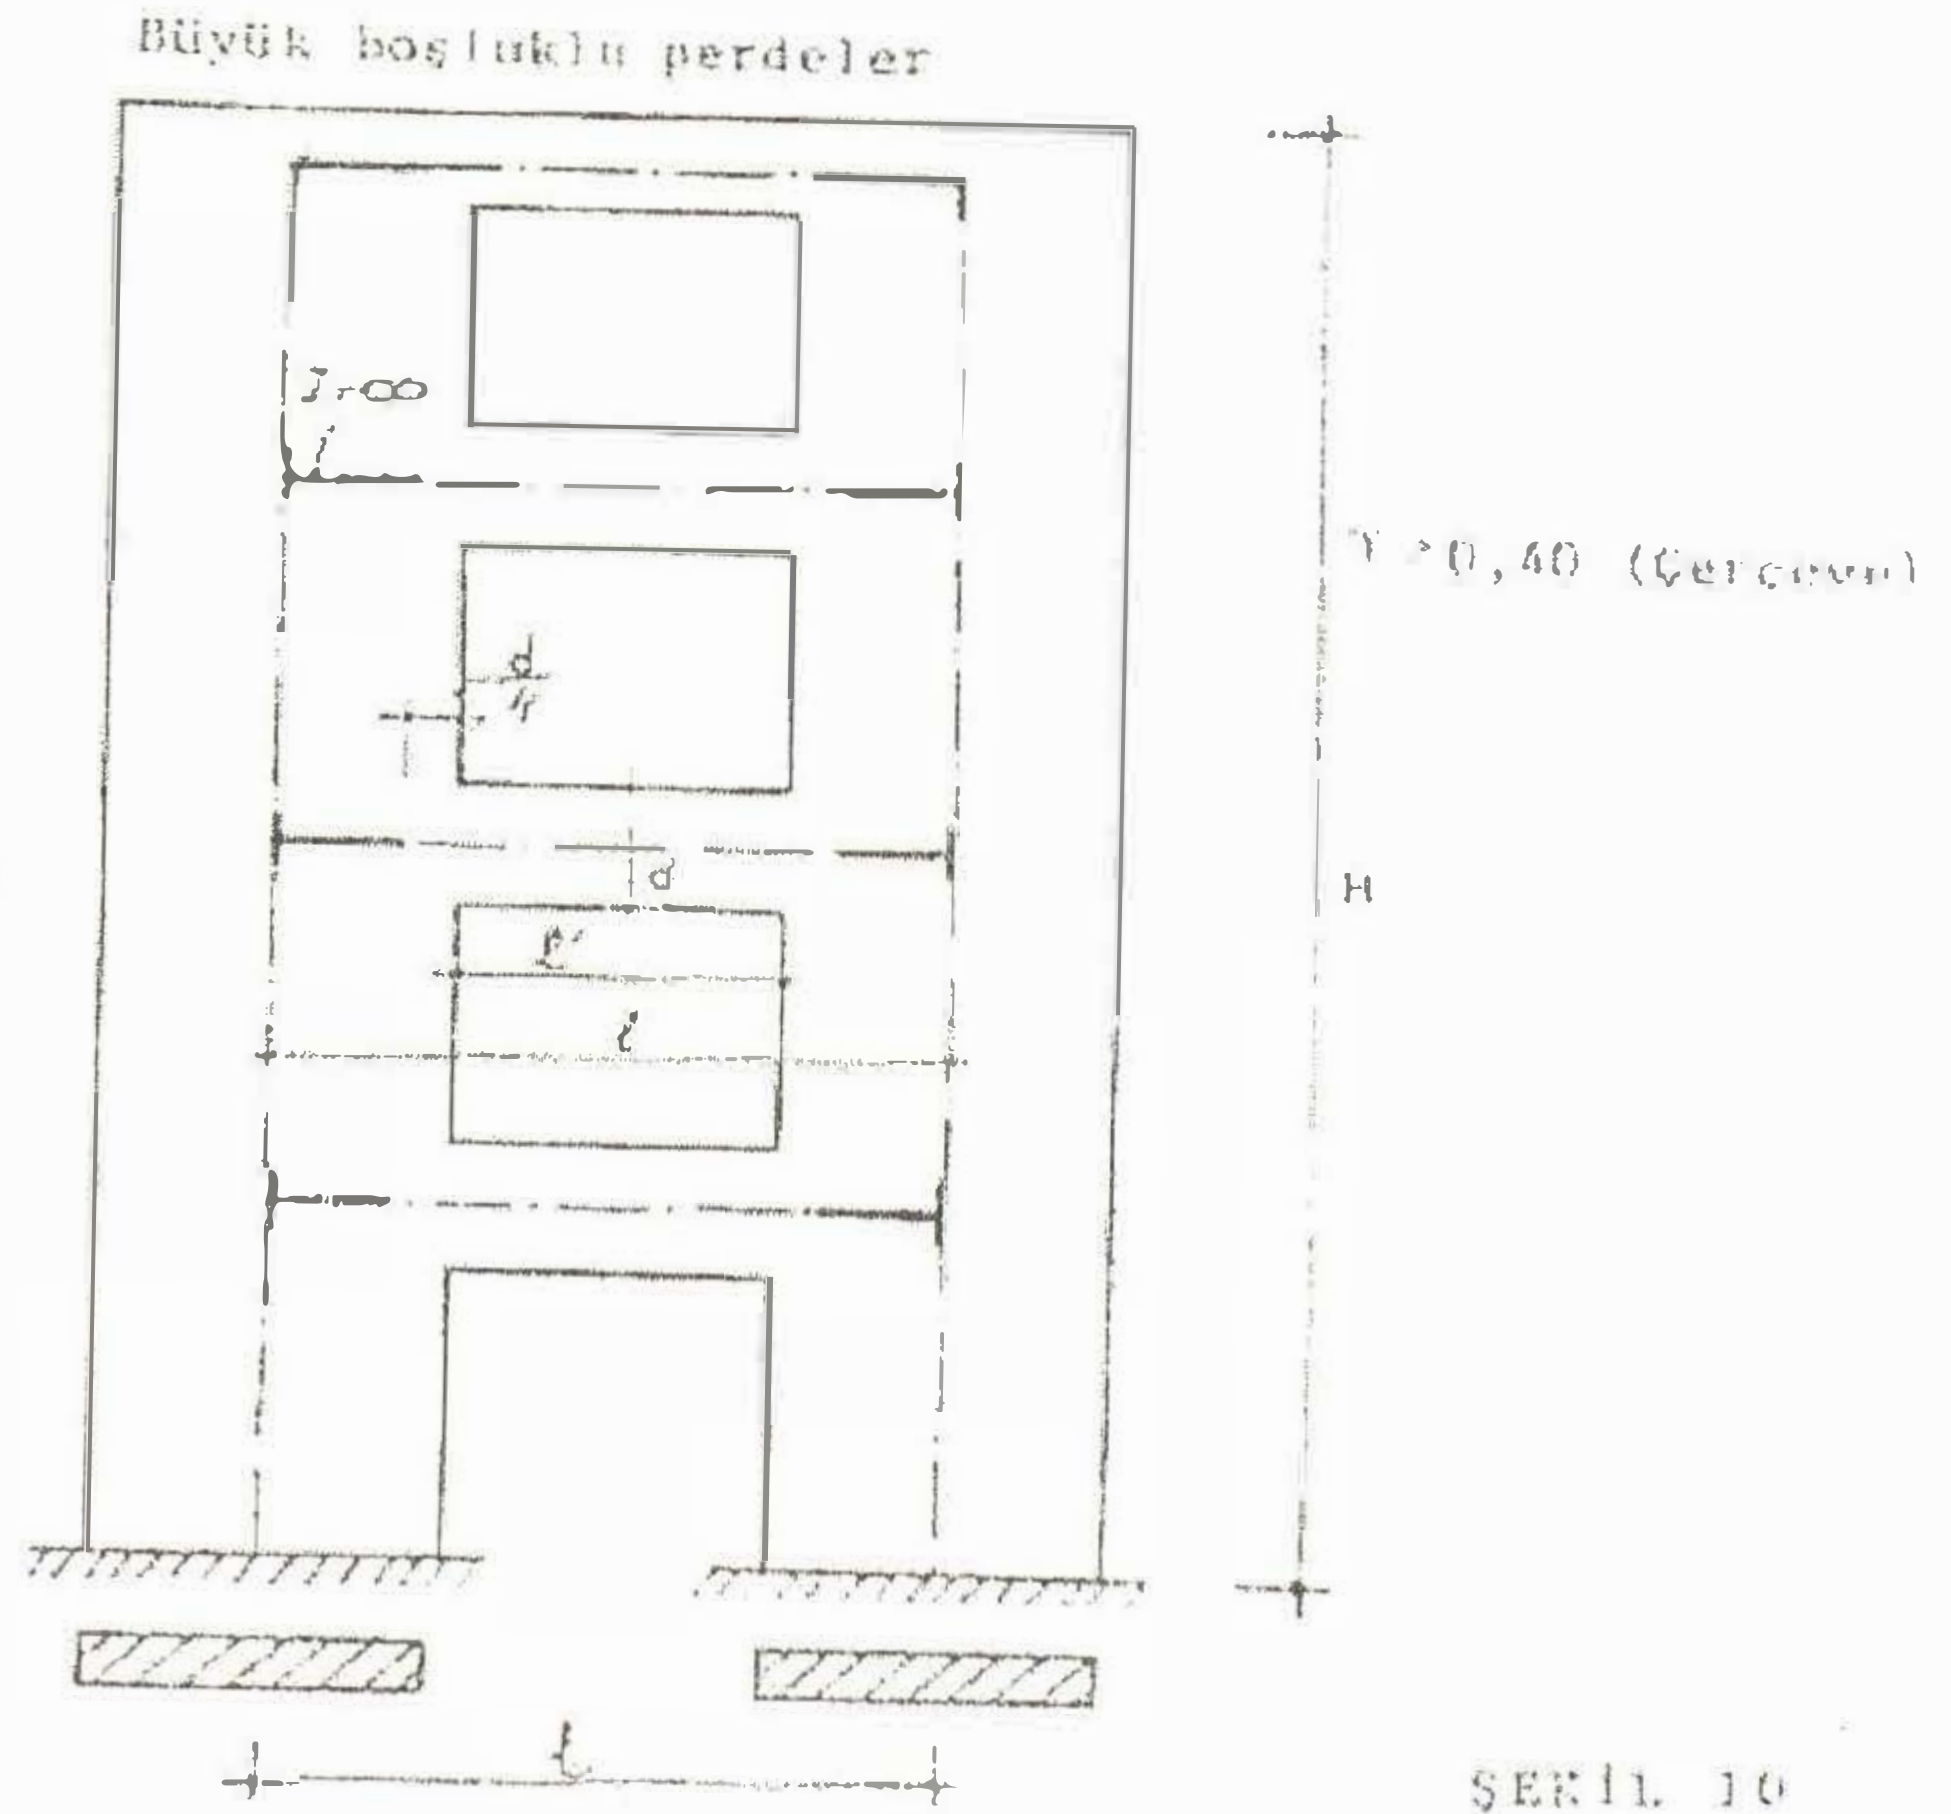 Büyük boşluklu perdeler
J=∞
γ >0,40 (Çerçeve)
d
4
d
H
ℓ'
ℓ
ℓ
ŞEKİL 10